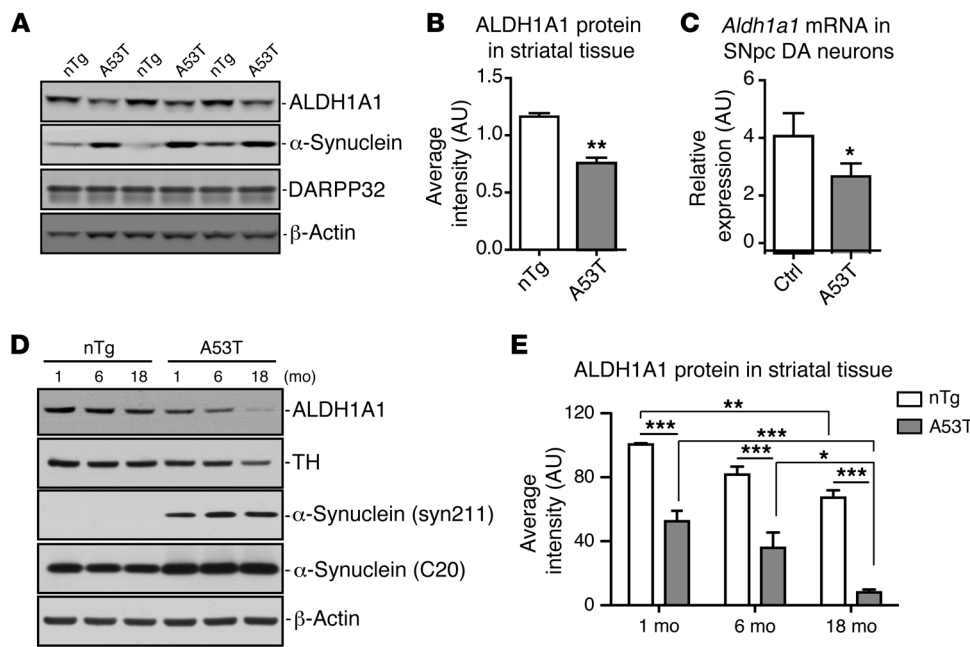 A
nTg A53T nTg A53T nTg A53T
-ALDH1A1
-α-Synuclein
-DARPP32
-β-Actin
B
ALDH1A1 protein
in striatal tissue
Average
intensity (AU)
1.5
1.0
0.5
0.0
**
nTg A53T
C
Aldh1a1 mRNA in
SNpc DA neurons
Relative
expression (AU)
6
4
2
0
*
Ctrl A53T
D
nTg A53T
1 6 18 1 6 18 (mo)
-ALDH1A1
-TH
-α-Synuclein (syn211)
-α-Synuclein (C20)
-β-Actin
E
ALDH1A1 protein in striatal tissue
nTg
A53T
Average
intensity (AU)
120
80
40
0
**
*** ***
*** *
***
1 mo 6 mo 18 mo